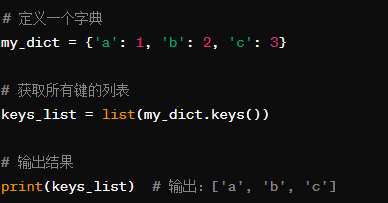 # 定义一个字典
my_dict = {'a': 1, 'b': 2, 'c': 3}
# 获取所有键的列表
keys_list = list(my_dict.keys())
# 输出结果
print(keys_list)  # 输出：['a', 'b', 'c']